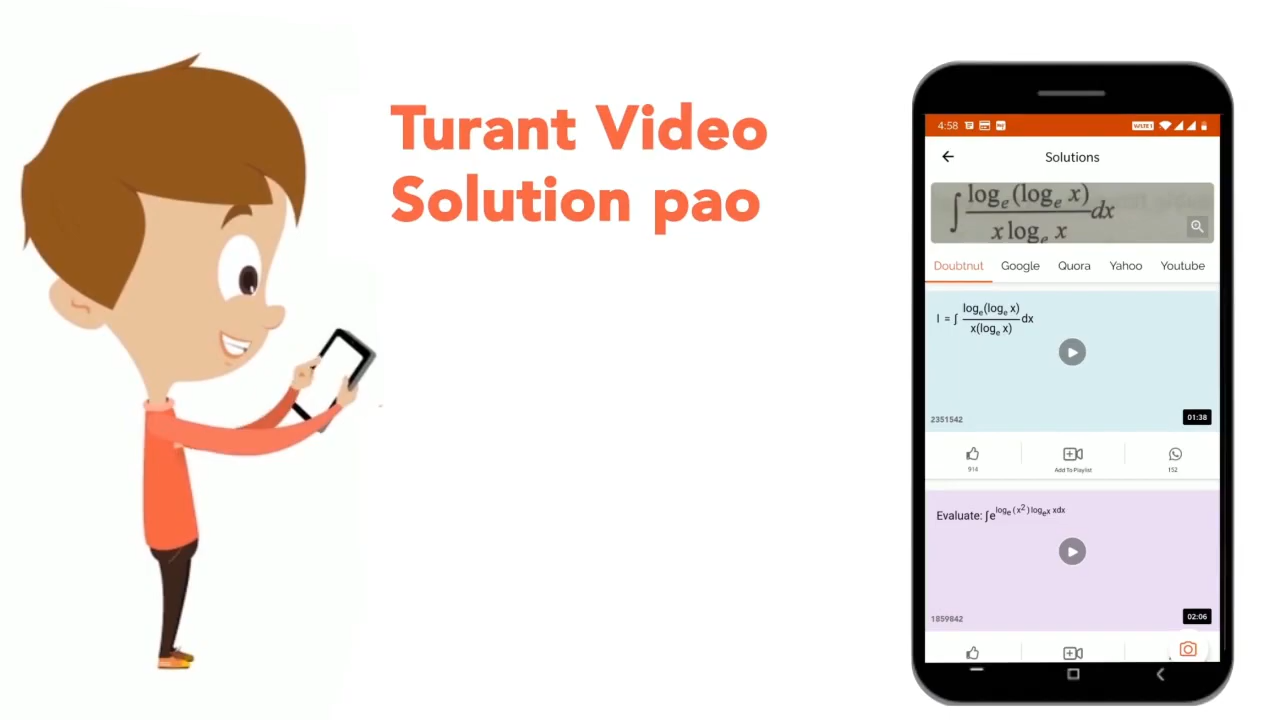 Turant Video
Solution pao
4:58
VoLTE1
Solutions
∫ logₑ(logₑ x) / x logₑ x dx
Doubtnut Google Quora Yahoo Youtube
I = ∫ logₑ(logₑ x) / x(logₑ x) dx
2351542 01:38
914 Add To Playlist 152
Evaluate: ∫e^logₑ(x²)logₑx xdx
1859842 02:06